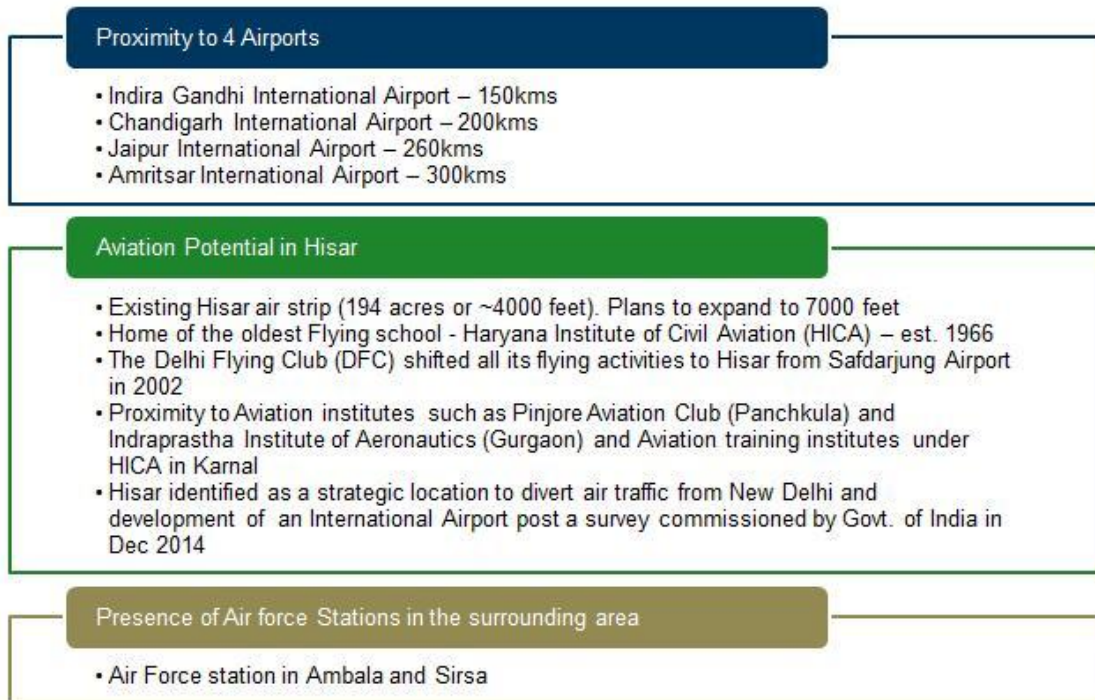 Proximity to 4 Airports
• Indira Gandhi International Airport – 150kms
• Chandigarh International Airport – 200kms
• Jaipur International Airport – 260kms
• Amritsar International Airport – 300kms
Aviation Potential in Hisar
• Existing Hisar air strip (194 acres or ~4000 feet). Plans to expand to 7000 feet
• Home of the oldest Flying school - Haryana Institute of Civil Aviation (HICA) – est. 1966
• The Delhi Flying Club (DFC) shifted all its flying activities to Hisar from Safdarjung Airport
in 2002
• Proximity to Aviation institutes such as Pinjore Aviation Club (Panchkula) and
Indraprastha Institute of Aeronautics (Gurgaon) and Aviation training institutes under
HICA in Karnal
• Hisar identified as a strategic location to divert air traffic from New Delhi and
development of an International Airport post a survey commissioned by Govt. of India in
Dec 2014
Presence of Air force Stations in the surrounding area
• Air Force station in Ambala and Sirsa